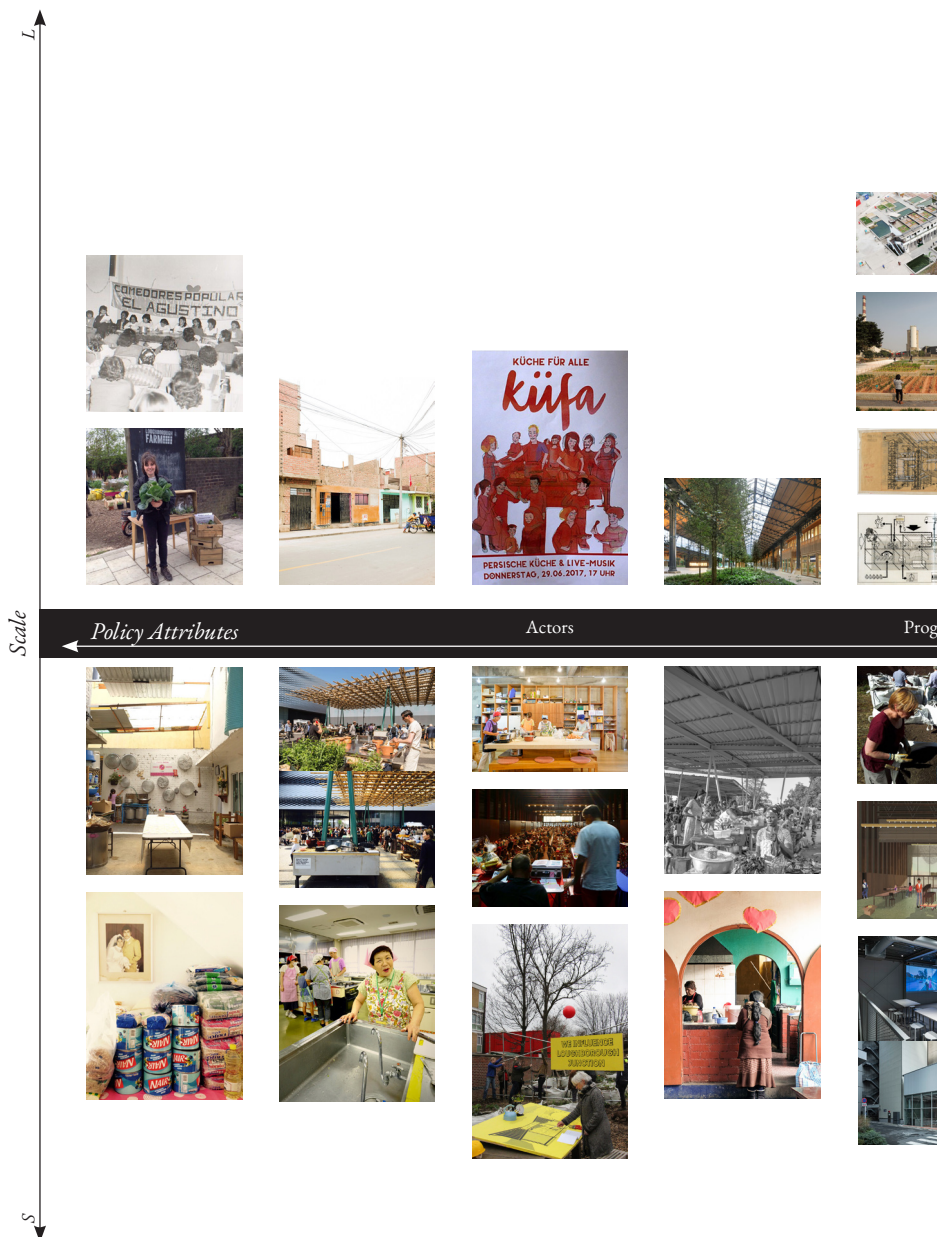 L
COMEDORES POPULAR
EL AGUSTINO
FARM
KÜCHE FÜR ALLE
küfa
PERSISCHE KÜCHE & LIVE-MUSIK
DONNERSTAG, 29.06.2017, 17 UHR
Scale
Policy Attributes
Actors
Prog
WE INFLUENCE
LOUGHBOROUGH
JUNCTION
S